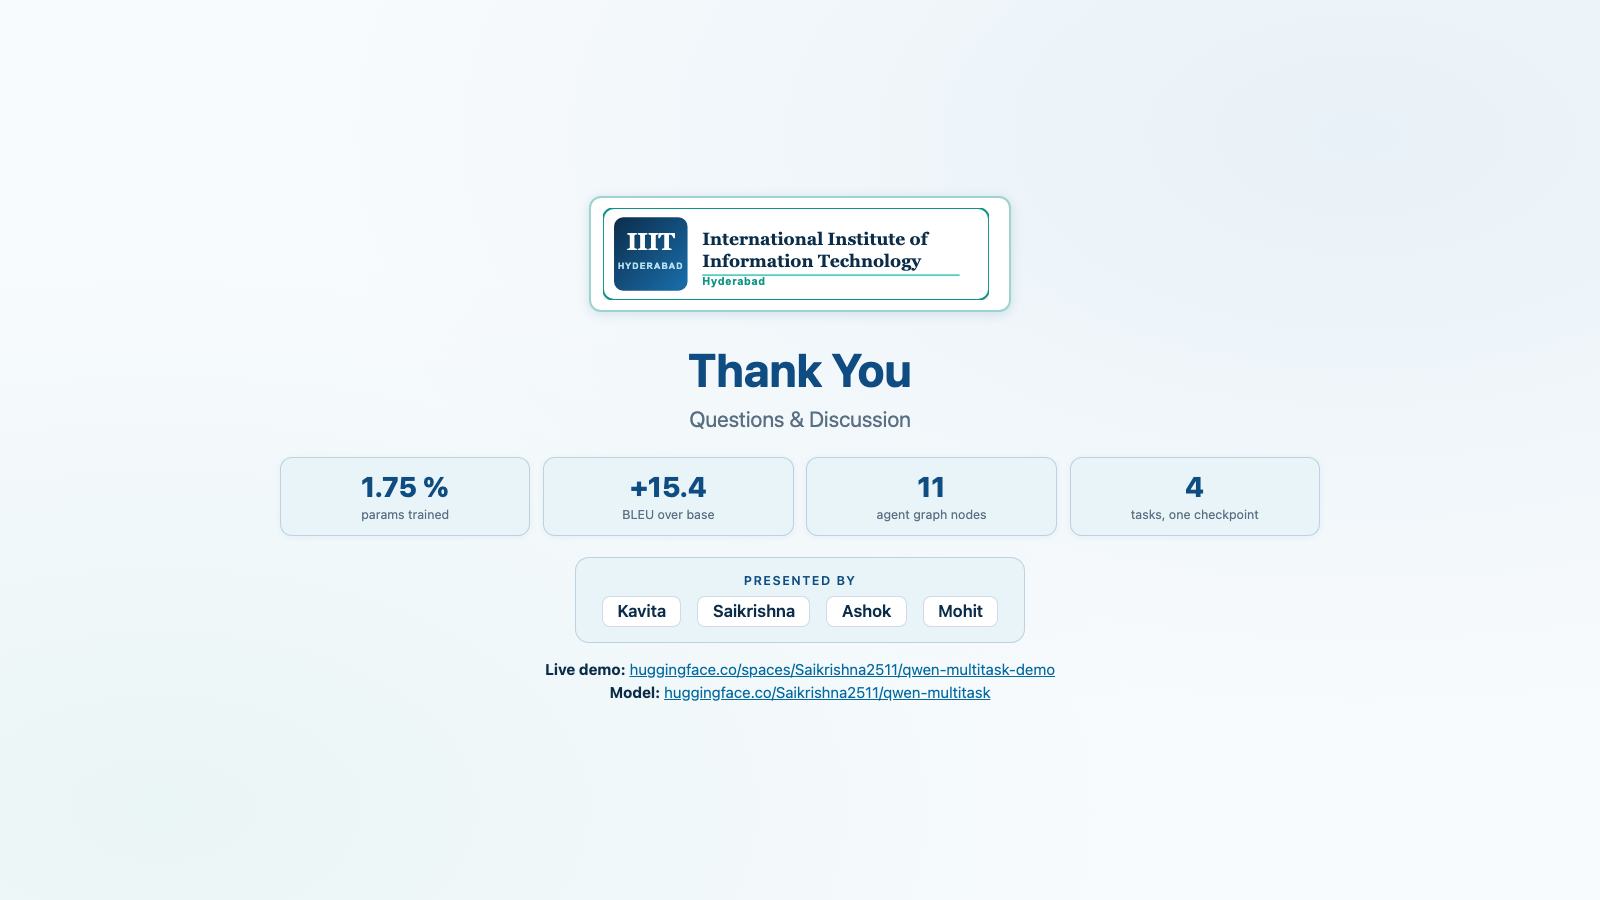 IIIT
HYDERABAD
International Institute of
Information Technology
Hyderabad
Thank You
Questions & Discussion
1.75 %
params trained
+15.4
BLEU over base
11
agent graph nodes
4
tasks, one checkpoint
PRESENTED BY
Kavita Saikrishna Ashok Mohit
Live demo: huggingface.co/spaces/Saikrishna2511/qwen-multitask-demo
Model: huggingface.co/Saikrishna2511/qwen-multitask